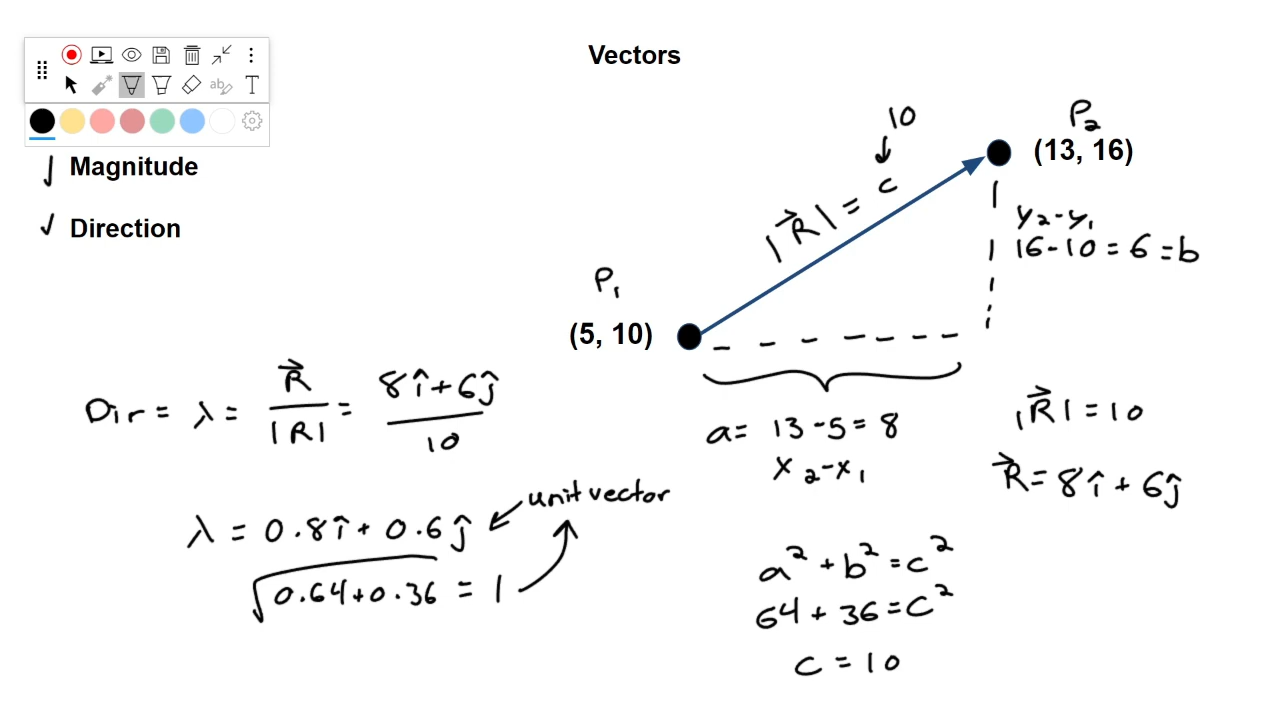 Vectors
ab
T
✓ Magnitude
✓ Direction
10
↓
|R⃗| = c
P₂
(13, 16)
y₂-y₁
16-10=6=b
P₁
(5, 10)
a= 13-5=8
x₂-x₁
|R⃗|=10
R⃗=8î+6ĵ
Dir = λ = R⃗/|R| = 8î+6ĵ/10
λ = 0.8î+0.6ĵ ← unit vector
√0.64+0.36 = 1
a²+b²=c²
64+36=c²
c=10